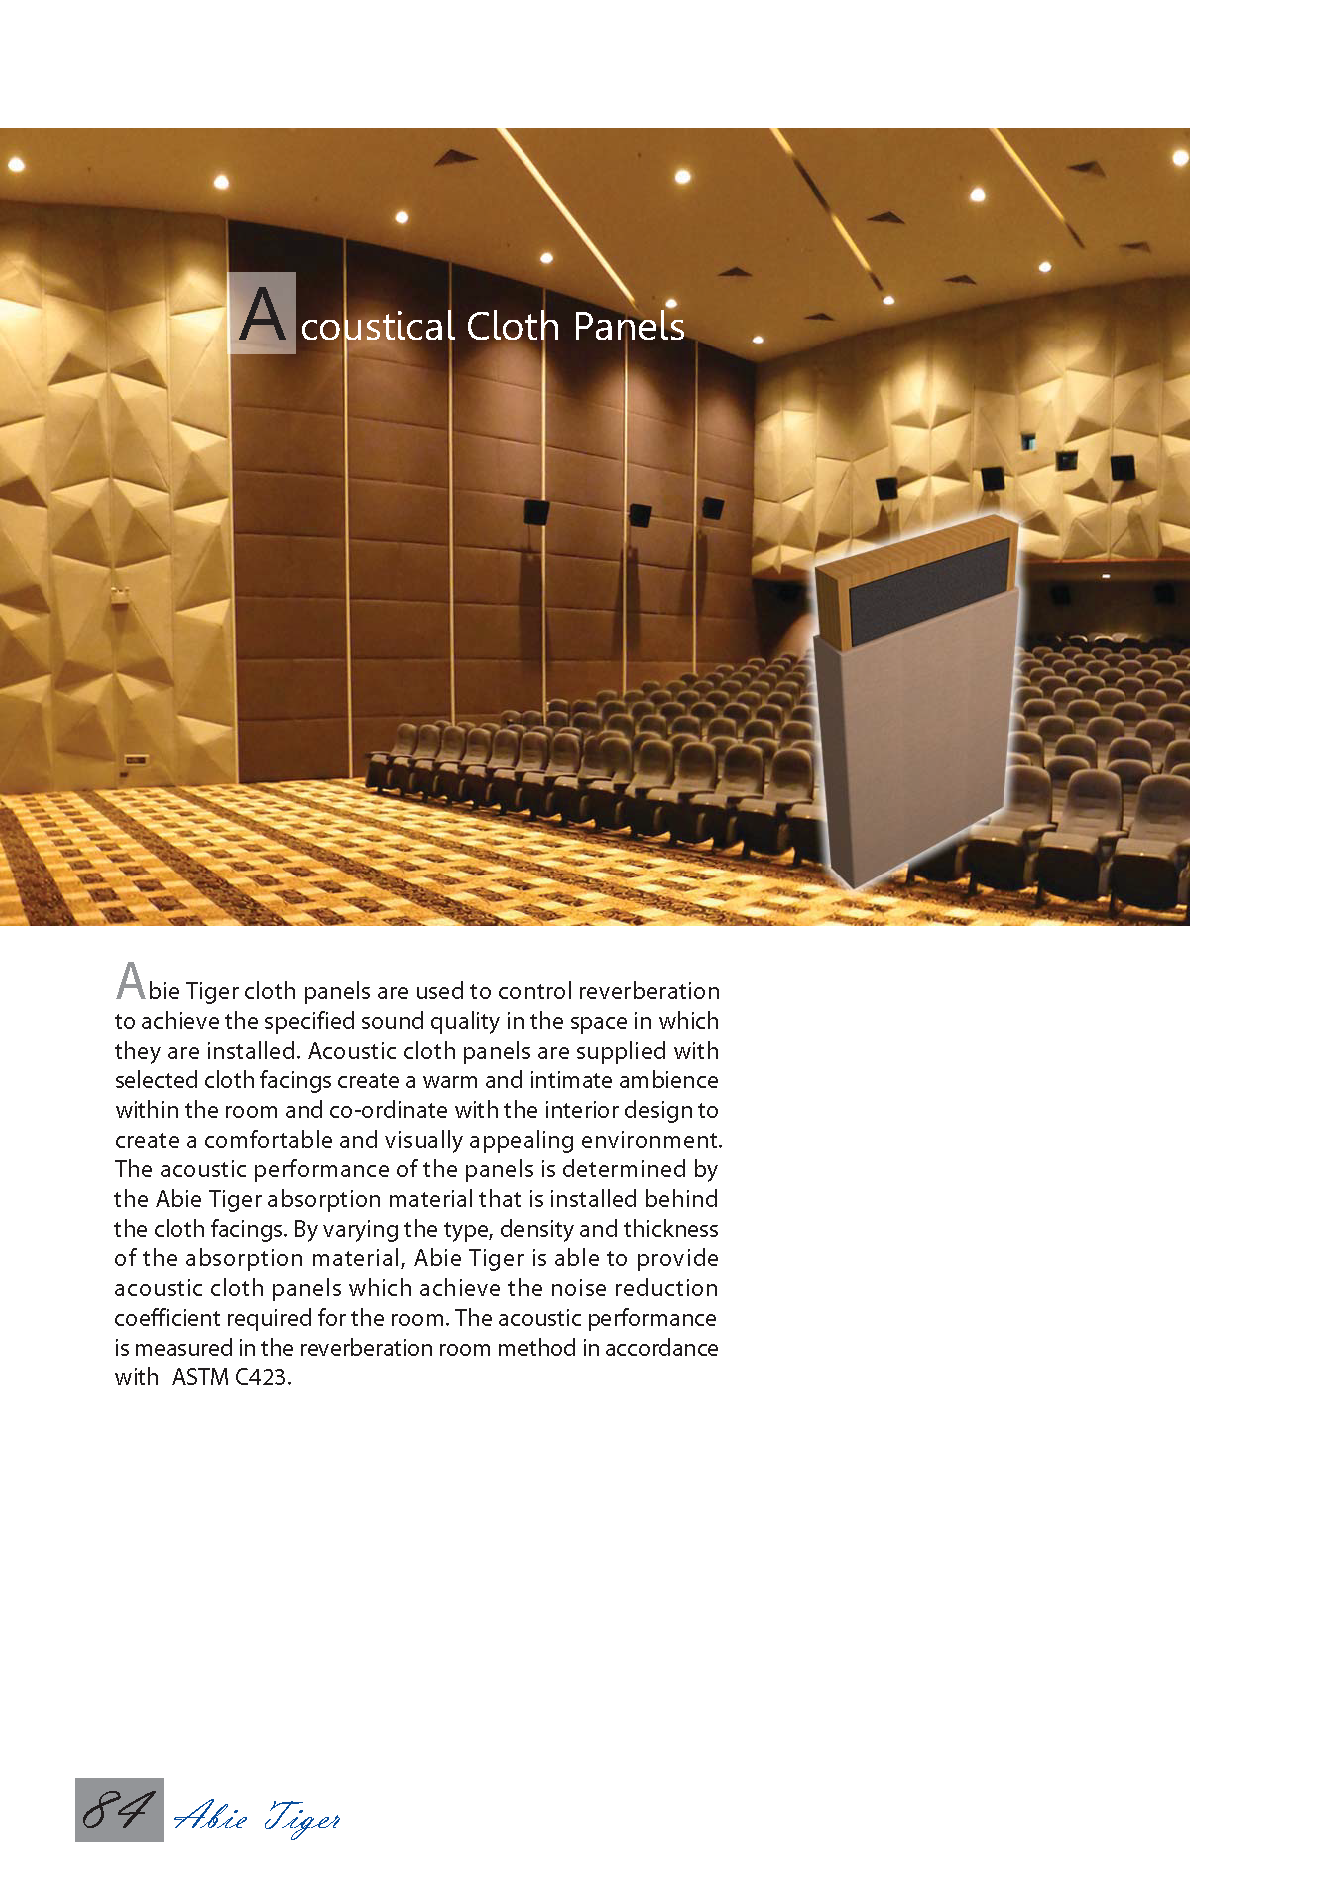 Acoustical Cloth Panels
Abie Tiger cloth panels are used to control reverberation
to achieve the specified sound quality in the space in which
they are installed. Acoustic cloth panels are supplied with
selected cloth facings create a warm and intimate ambience
within the room and co-ordinate with the interior design to
create a comfortable and visually appealing environment.
The acoustic performance of the panels is determined by
the Abie Tiger absorption material that is installed behind
the cloth facings. By varying the type, density and thickness
of the absorption material, Abie Tiger is able to provide
acoustic cloth panels which achieve the noise reduction
coefficient required for the room. The acoustic performance
is measured in the reverberation room method in accordance
with ASTM C423.
84 Abie Tiger